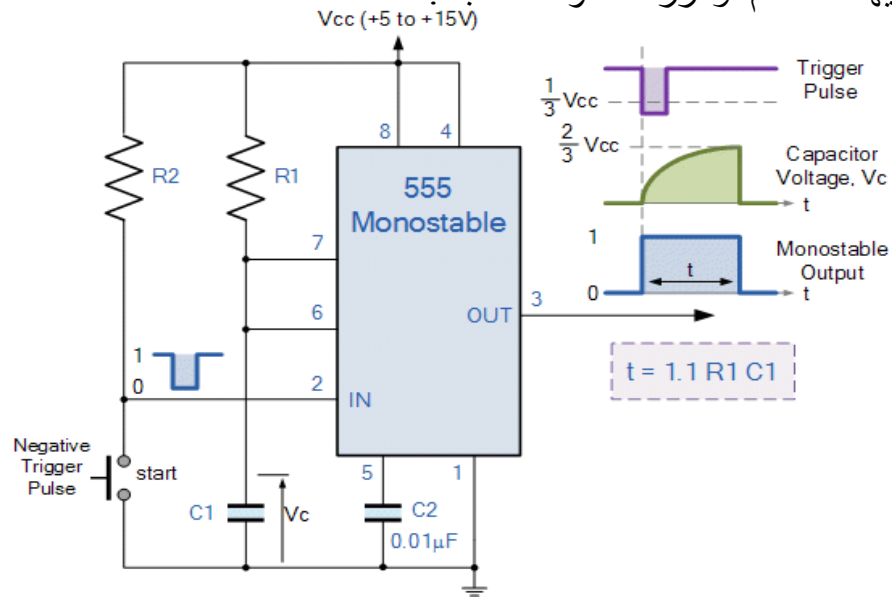 Vcc (+5 to +15V)
Trigger
Pulse
1/3 Vcc
8
4
2/3 Vcc
Capacitor
Voltage, Vc
t
R2
R1
555
Monostable
7
1
Monostable
Output
t
0
t
6
3
OUT
t = 1.1 R1 C1
1
0
2
IN
Negative
Trigger
Pulse
start
5
1
C1
Vc
C2
0.01µF